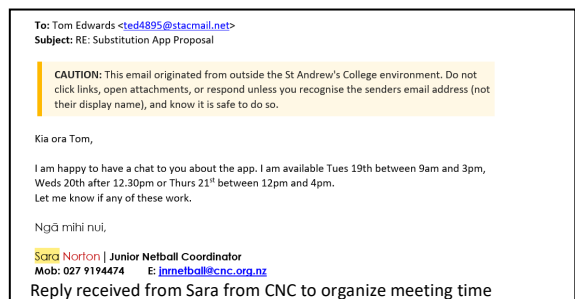 To: Tom Edwards <ted4895@stacmail.net>
Subject: RE: Substitution App Proposal
CAUTION: This email originated from outside the St Andrew's College environment. Do not
click links, open attachments, or respond unless you recognise the senders email address (not
their display name), and know it is safe to do so.
Kia ora Tom,
I am happy to have a chat to you about the app. I am available Tues 19th between 9am and 3pm,
Weds 20th after 12.30pm or Thurs 21st between 12pm and 4pm.
Let me know if any of these work.
Ngā mihi nui,
Sara Norton | Junior Netball Coordinator
Mob: 027 9194474 E: jnrnetball@cnc.org.nz
Reply received from Sara from CNC to organize meeting time